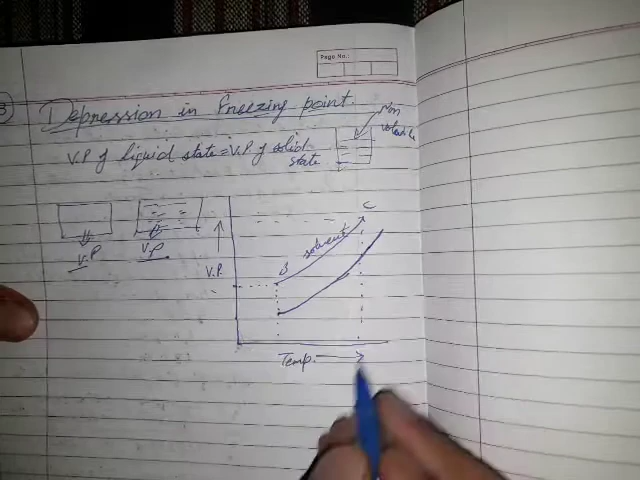 Page No.:
Depression in Freezing point.
Non
volatile
V.P of liquid state = V.P of solid
state
C
solvent
B
V.P
V.P
V.P
Temp.